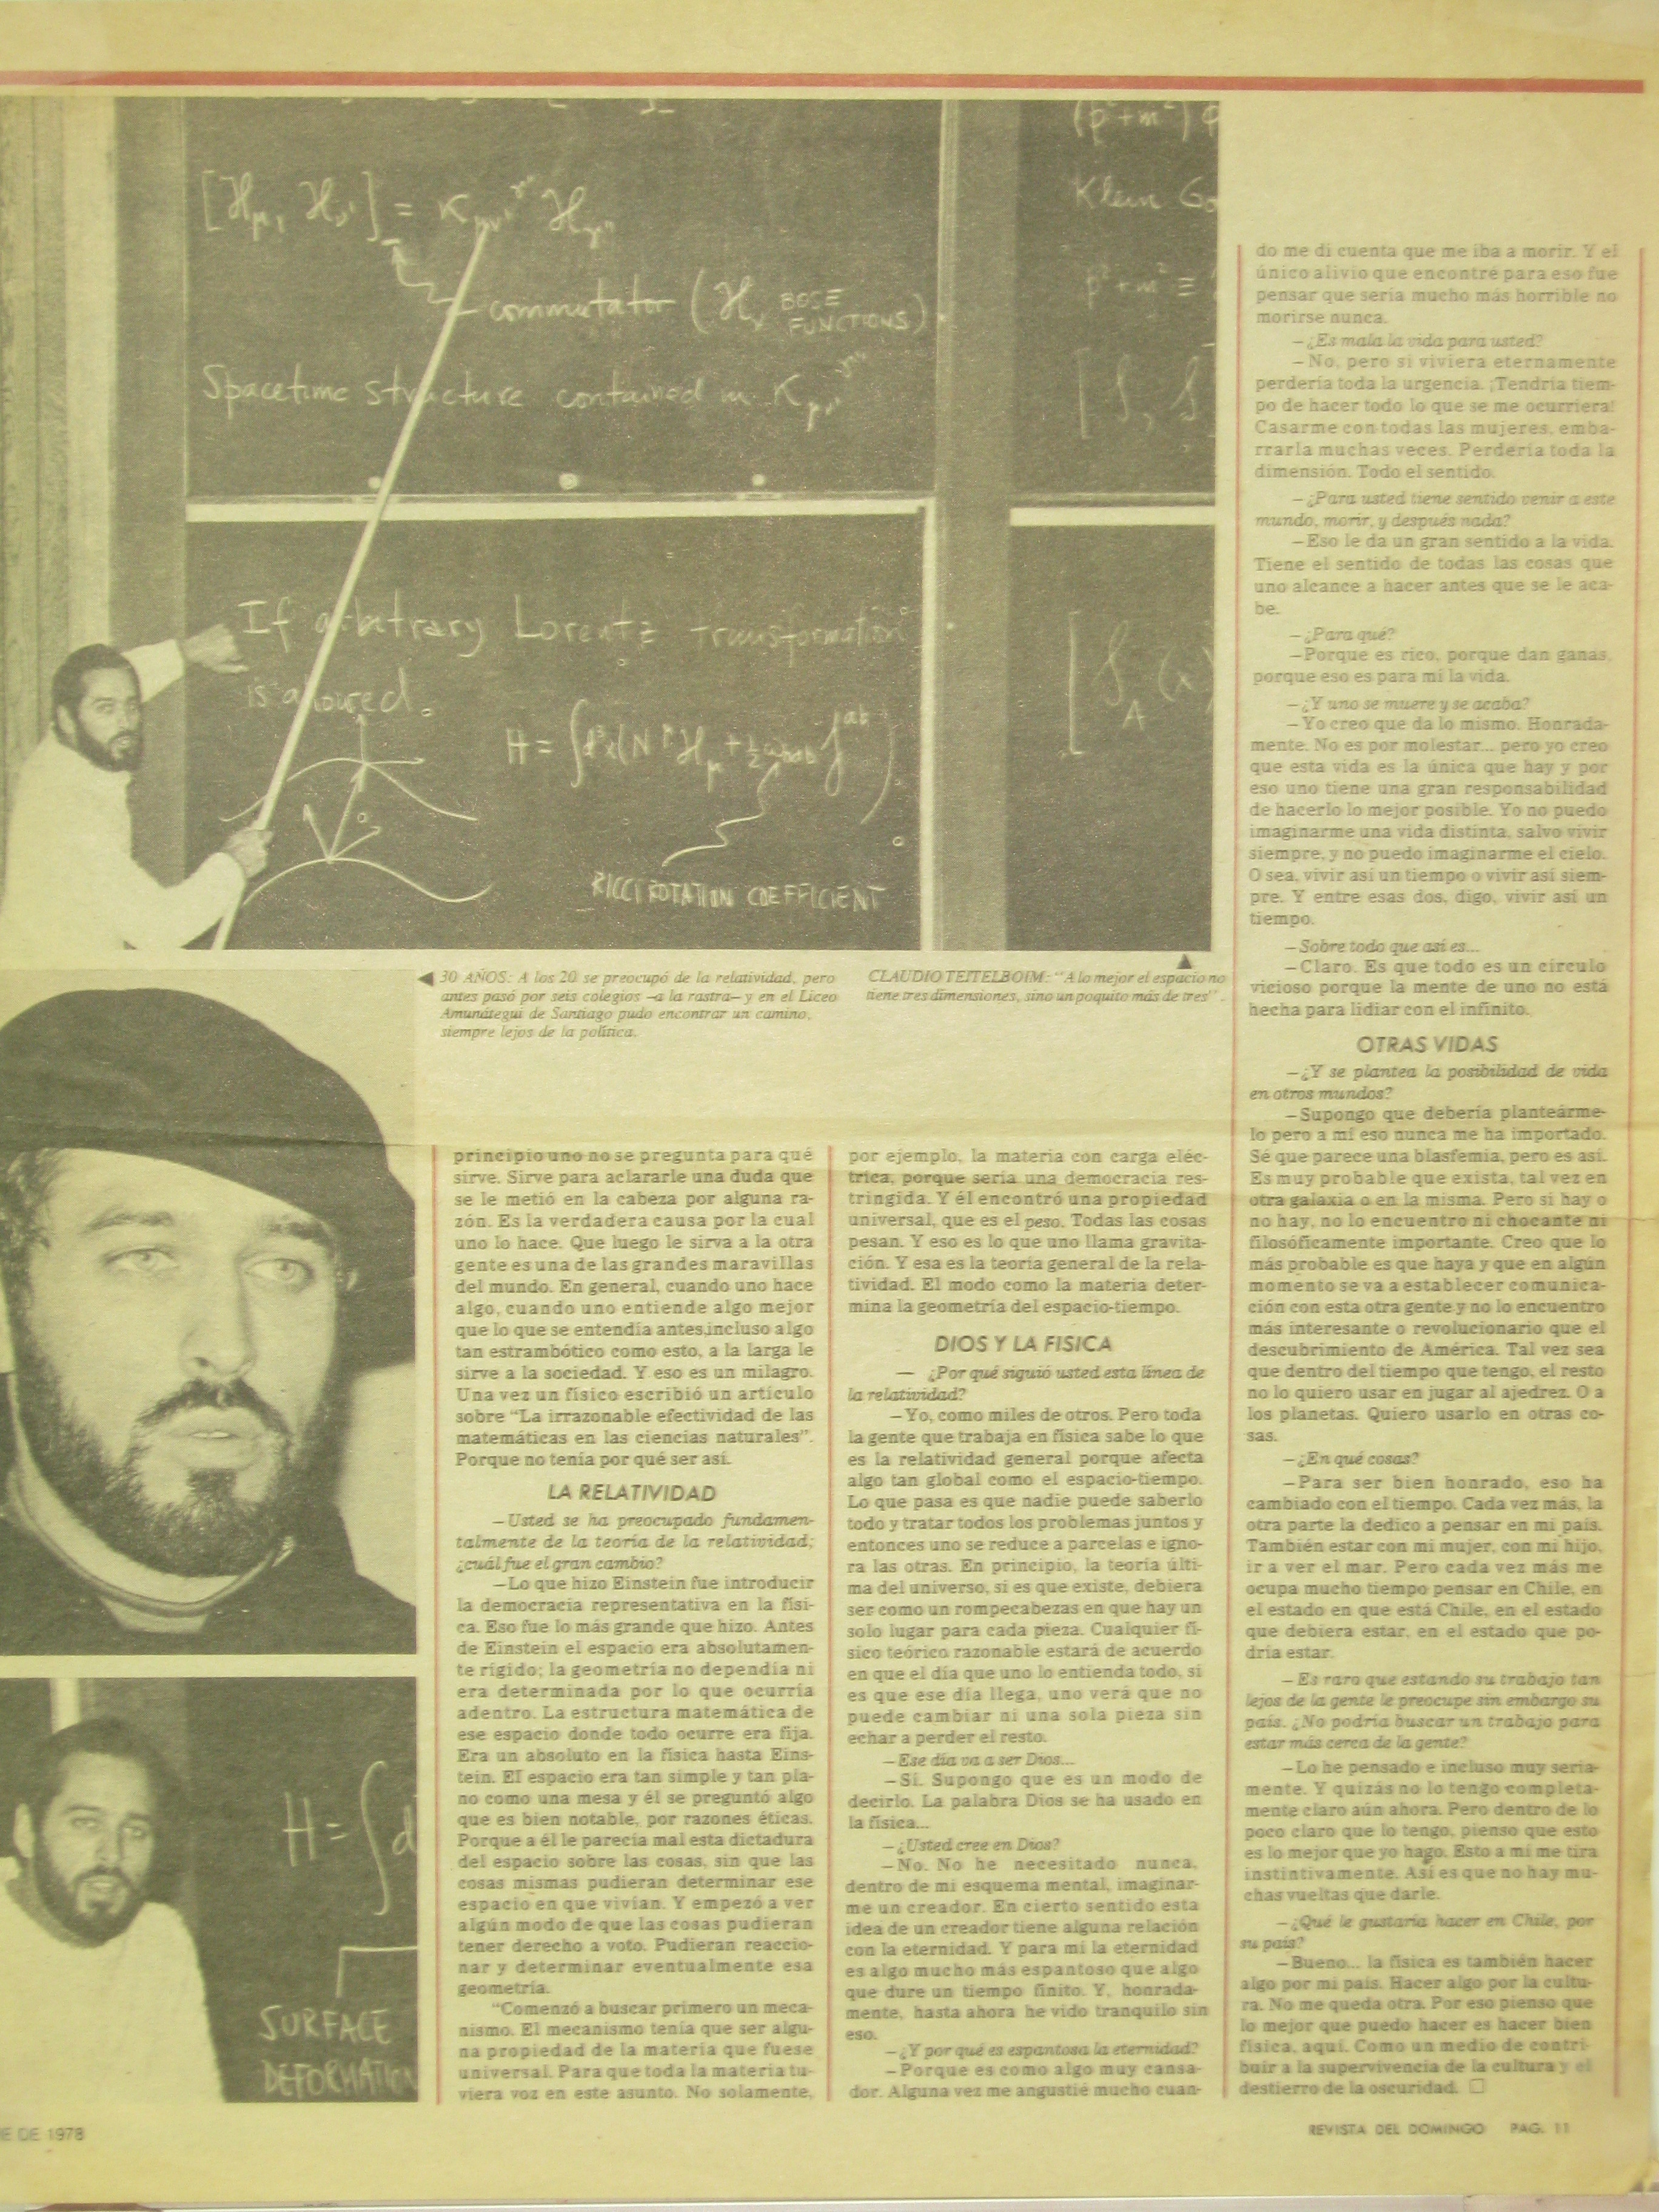 [ℋμ, ℋν'] = κμν'^γ'' ℋγ''
commutator (ℋν BOSE
FUNCTIONS)
Spacetime structure contained in κμν'^γ''
If arbitrary Lorentz transformation
is allowed.
H = ∫d³x(N^μ ℋμ + ½ωab J^ab)
RICCI ROTATION COEFFICIENT
(p²+m²)
Klein Go
p²+m² ≡
30 AÑOS: A los 20 se preocupó de la relatividad, pero
antes pasó por seis colegios —a la rastra— y en el Liceo
Amunátegui de Santiago pudo encontrar un camino,
siempre lejos de la política.
CLAUDIO TEITELBOIM: "A lo mejor el espacio no
tiene tres dimensiones, sino un poquito más de tres".
H = ∫d
SURFACE
DEFORMATION
principio uno no se pregunta para qué
sirve. Sirve para aclararle una duda que
se le metió en la cabeza por alguna ra-
zón. Es la verdadera causa por la cual
uno lo hace. Que luego le sirva a la otra
gente es una de las grandes maravillas
del mundo. En general, cuando uno hace
algo, cuando uno entiende algo mejor
que lo que se entendía antes, incluso algo
tan estrambótico como esto, a la larga le
sirve a la sociedad. Y eso es un milagro.
Una vez un físico escribió un artículo
sobre "La irrazonable efectividad de las
matemáticas en las ciencias naturales".
Porque no tenía por qué ser así.
LA RELATIVIDAD
—Usted se ha preocupado fundamen-
talmente de la teoría de la relatividad;
¿cuál fue el gran cambio?
—Lo que hizo Einstein fue introducir
la democracia representativa en la físi-
ca. Eso fue lo más grande que hizo. Antes
de Einstein el espacio era absolutamen-
te rígido; la geometría no dependía ni
era determinada por lo que ocurría
adentro. La estructura matemática de
ese espacio donde todo ocurre era fija.
Era un absoluto en la física hasta Eins-
tein. El espacio era tan simple y tan pla-
no como una mesa y él se preguntó algo
que es bien notable, por razones éticas.
Porque a él le parecía mal esta dictadura
del espacio sobre las cosas, sin que las
cosas mismas pudieran determinar ese
espacio en que vivían. Y empezó a ver
algún modo de que las cosas pudieran
tener derecho a voto. Pudieran reaccio-
nar y determinar eventualmente esa
geometría.
"Comenzó a buscar primero un meca-
nismo. El mecanismo tenía que ser algu-
na propiedad de la materia que fuese
universal. Para que toda la materia tu-
viera voz en este asunto. No solamente,
por ejemplo, la materia con carga eléc-
trica, porque sería una democracia res-
tringida. Y él encontró una propiedad
universal, que es el peso. Todas las cosas
pesan. Y eso es lo que uno llama gravita-
ción. Y esa es la teoría general de la rela-
tividad. El modo como la materia deter-
mina la geometría del espacio-tiempo.
DIOS Y LA FISICA
— ¿Por qué siguió usted esta línea de
la relatividad?
—Yo, como miles de otros. Pero toda
la gente que trabaja en física sabe lo que
es la relatividad general porque afecta
algo tan global como el espacio-tiempo.
Lo que pasa es que nadie puede saberlo
todo y tratar todos los problemas juntos y
entonces uno se reduce a parcelas e igno-
ra las otras. En principio, la teoría últi-
ma del universo, si es que existe, debiera
ser como un rompecabezas en que hay un
solo lugar para cada pieza. Cualquier fí-
sico teórico razonable estará de acuerdo
en que el día que uno lo entienda todo, si
es que ese día llega, uno verá que no
puede cambiar ni una sola pieza sin
echar a perder el resto.
—Ese día va a ser Dios...
—Sí. Supongo que es un modo de
decirlo. La palabra Dios se ha usado en
la física...
—¿Usted cree en Dios?
—No. No he necesitado nunca,
dentro de mi esquema mental, imaginar-
me un creador. En cierto sentido esta
idea de un creador tiene alguna relación
con la eternidad. Y para mí la eternidad
es algo mucho más espantoso que algo
que dure un tiempo finito. Y, honrada-
mente, hasta ahora he vido tranquilo sin
eso.
—¿Y por qué es espantosa la eternidad?
—Porque es como algo muy cansa-
dor. Alguna vez me angustié mucho cuan-
do me di cuenta que me iba a morir. Y el
único alivio que encontré para eso fue
pensar que sería mucho más horrible no
morirse nunca.
—¿Es mala la vida para usted?
—No, pero si viviera eternamente
perdería toda la urgencia. ¡Tendría tiem-
po de hacer todo lo que se me ocurriera!
Casarme con todas las mujeres, emba-
rrarla muchas veces. Perdería toda la
dimensión. Todo el sentido.
—¿Para usted tiene sentido venir a este
mundo, morir, y después nada?
—Eso le da un gran sentido a la vida.
Tiene el sentido de todas las cosas que
uno alcance a hacer antes que se le aca-
be.
—¿Para qué?
—Porque es rico, porque dan ganas,
porque eso es para mí la vida.
—¿Y uno se muere y se acaba?
—Yo creo que da lo mismo. Honrada-
mente. No es por molestar... pero yo creo
que esta vida es la única que hay y por
eso uno tiene una gran responsabilidad
de hacerlo lo mejor posible. Yo no puedo
imaginarme una vida distinta, salvo vivir
siempre, y no puedo imaginarme el cielo.
O sea, vivir así un tiempo o vivir así siem-
pre. Y entre esas dos, digo, vivir así un
tiempo.
—Sobre todo que así es...
—Claro. Es que todo es un círculo
vicioso porque la mente de uno no está
hecha para lidiar con el infinito.
OTRAS VIDAS
—¿Y se plantea la posibilidad de vida
en otros mundos?
—Supongo que debería planteárme-
lo pero a mí eso nunca me ha importado.
Sé que parece una blasfemia, pero es así.
Es muy probable que exista, tal vez en
otra galaxia o en la misma. Pero si hay o
no hay, no lo encuentro ni chocante ni
filosóficamente importante. Creo que lo
más probable es que haya y que en algún
momento se va a establecer comunica-
ción con esta otra gente y no lo encuentro
más interesante o revolucionario que el
descubrimiento de América. Tal vez sea
que dentro del tiempo que tengo, el resto
no lo quiero usar en jugar al ajedrez. O a
los planetas. Quiero usarlo en otras co-
sas.
—¿En qué cosas?
—Para ser bien honrado, eso ha
cambiado con el tiempo. Cada vez más, la
otra parte la dedico a pensar en mi país.
También estar con mi mujer, con mi hijo,
ir a ver el mar. Pero cada vez más me
ocupa mucho tiempo pensar en Chile, en
el estado en que está Chile, en el estado
que debiera estar, en el estado que po-
dría estar.
— Es raro que estando su trabajo tan
lejos de la gente le preocupe sin embargo su
país. ¿No podría buscar un trabajo para
estar más cerca de la gente?
—Lo he pensado e incluso muy seria-
mente. Y quizás no lo tengo completa-
mente claro aún ahora. Pero dentro de lo
poco claro que lo tengo, pienso que esto
es lo mejor que yo hago. Esto a mí me tira
instintivamente. Así es que no hay mu-
chas vueltas que darle.
—¿Qué le gustaría hacer en Chile, por
su país?
—Bueno... la física es también hacer
algo por mi país. Hacer algo por la cultu-
ra. No me queda otra. Por eso pienso que
lo mejor que puedo hacer es hacer bien
física, aquí. Como un medio de contri-
buir a la supervivencia de la cultura y el
destierro de la oscuridad. □
E DE 1978
REVISTA DEL DOMINGO PAG. 11